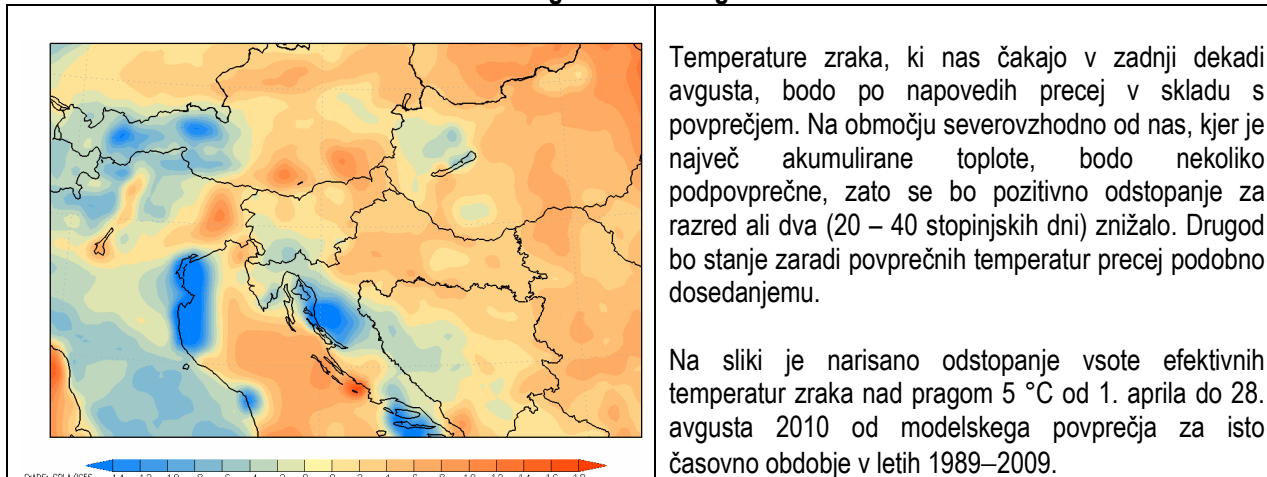 Temperature zraka, ki nas čakajo v zadnji dekadi
avgusta, bodo po napovedih precej v skladu s
povprečjem. Na območju severovzhodno od nas, kjer je
največ akumulirane toplote, bodo nekoliko
podpovprečne, zato se bo pozitivno odstopanje za
razred ali dva (20 – 40 stopinjskih dni) znižalo. Drugod
bo stanje zaradi povprečnih temperatur precej podobno
dosedanjemu.
Na sliki je narisano odstopanje vsote efektivnih
temperatur zraka nad pragom 5 °C od 1. aprila do 28.
avgusta 2010 od modelskega povprečja za isto
časovno obdobje v letih 1989–2009.